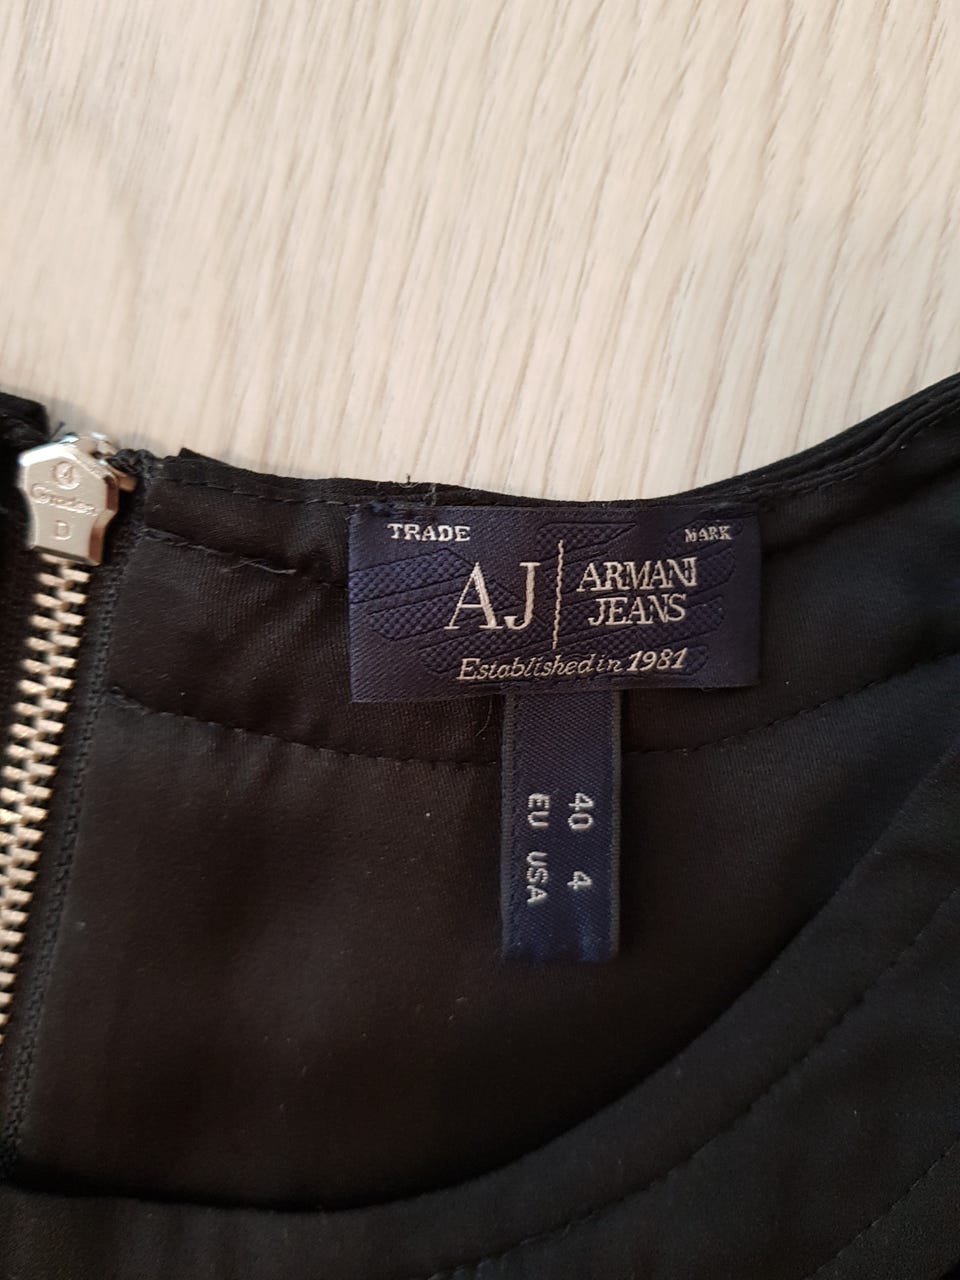 TRADE MARK
AJ ARMANI
JEANS
Established in 1981
40 4
EU USA
D